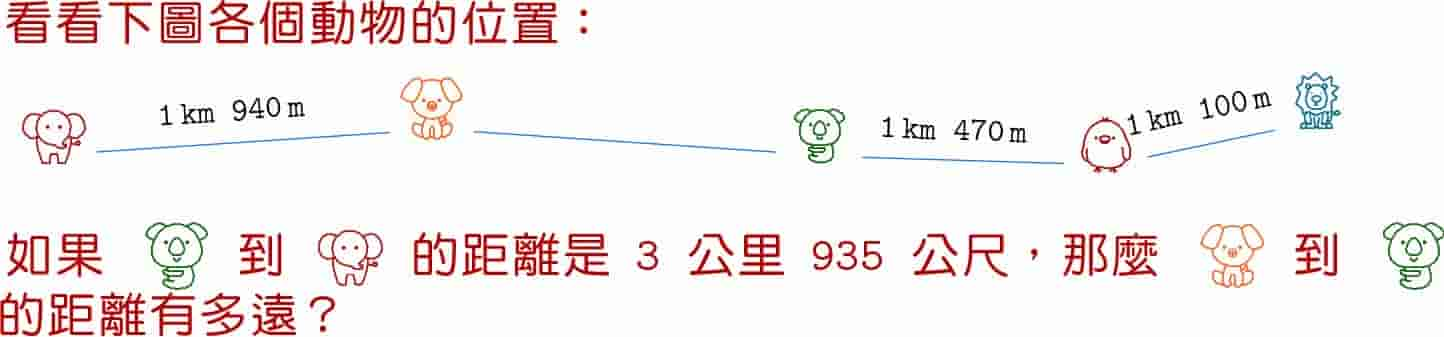 看看下圖各個動物的位置：
1 km 940 m
1 km 470 m
1 km 100 m
如果 到 的距離是 3 公里 935 公尺，那麼 到
的距離有多遠？